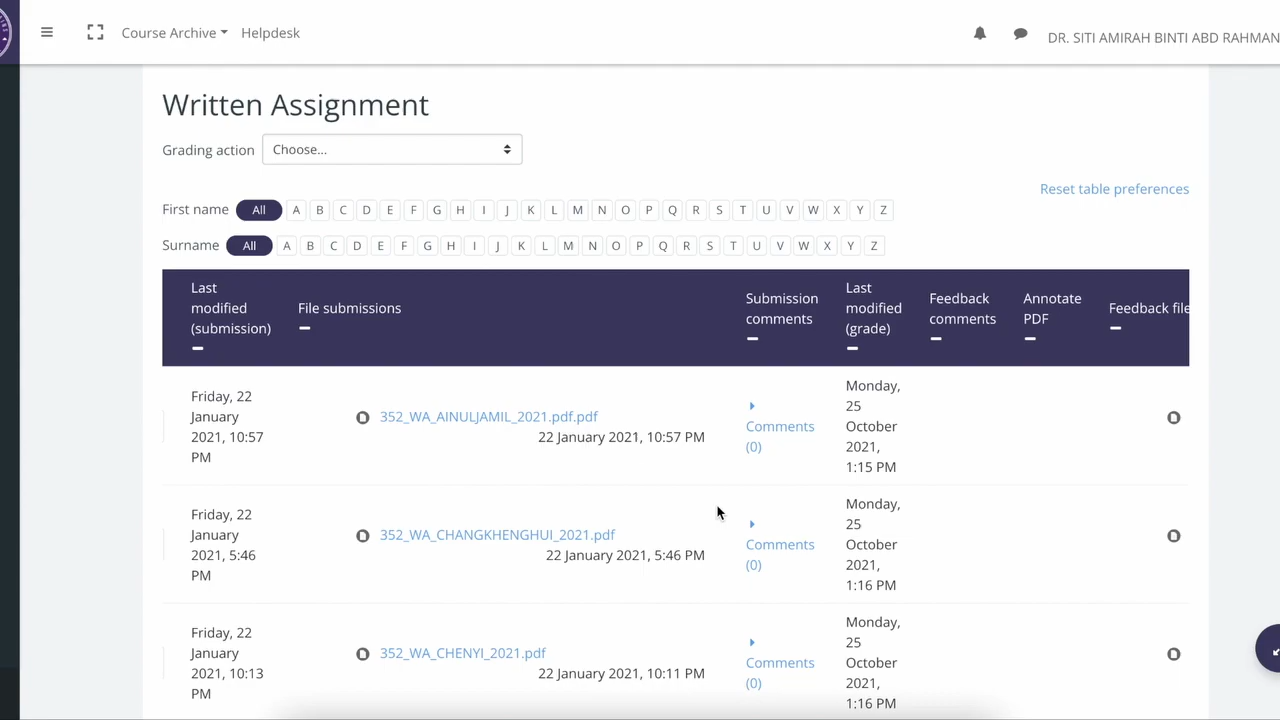 Course Archive Helpdesk DR. SITI AMIRAH BINTI ABD RAHMAN
Written Assignment
Grading action Choose...
Reset table preferences
First name All A B C D E F G H I J K L M N O P Q R S T U V W X Y Z
Surname All A B C D E F G H I J K L M N O P Q R S T U V W X Y Z
Last modified (submission)
File submissions
Submission comments
Last modified (grade)
Feedback comments
Annotate PDF
Feedback file
Friday, 22 January 2021, 10:57 PM
352_WA_AINULJAMIL_2021.pdf.pdf
22 January 2021, 10:57 PM
Comments (0)
Monday, 25 October 2021, 1:15 PM
Friday, 22 January 2021, 5:46 PM
352_WA_CHANGKHENGHUI_2021.pdf
22 January 2021, 5:46 PM
Comments (0)
Monday, 25 October 2021, 1:16 PM
Friday, 22 January 2021, 10:13 PM
352_WA_CHENYI_2021.pdf
22 January 2021, 10:11 PM
Comments (0)
Monday, 25 October 2021, 1:16 PM